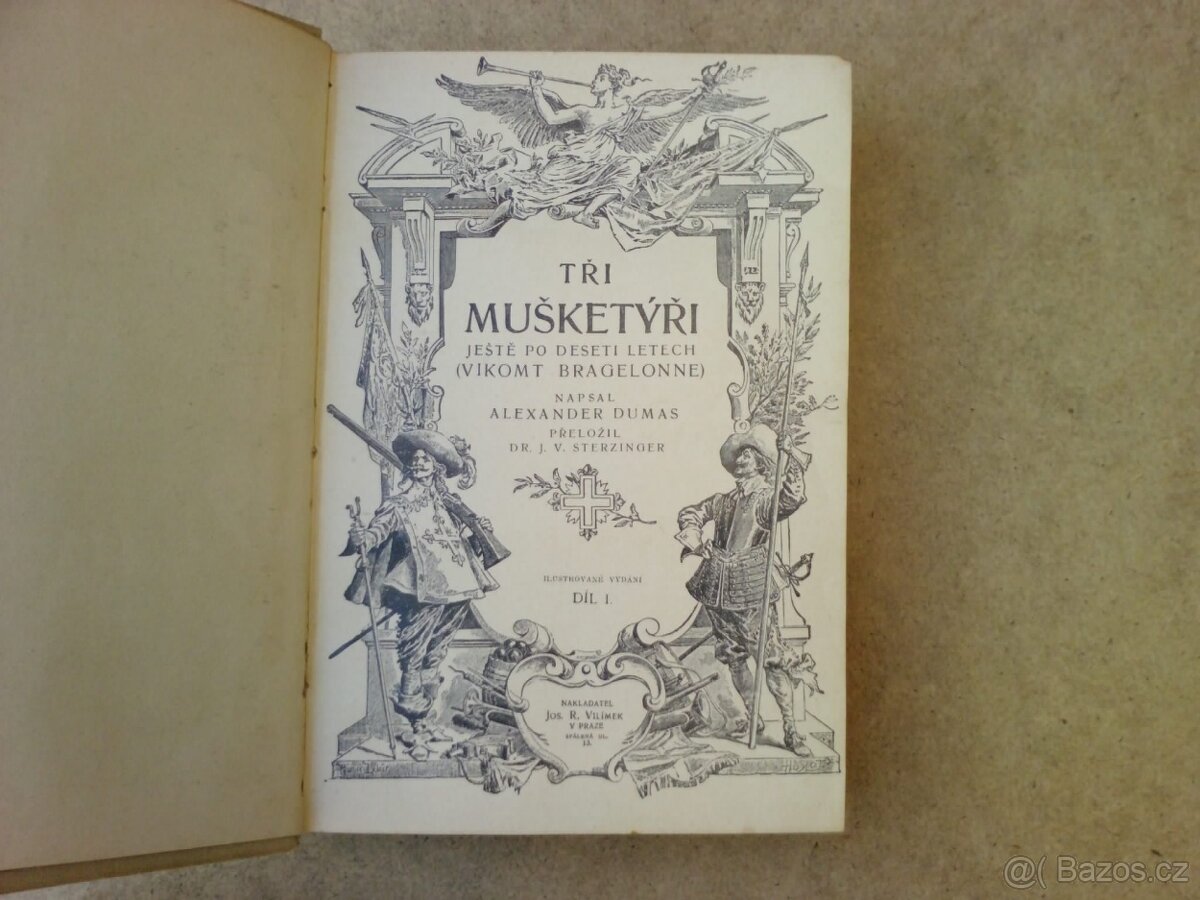 TŘI
MUŠKETÝŘI
JEŠTĚ PO DESETI LETECH
(VIKOMT BRAGELONNE)
NAPSAL
ALEXANDER DUMAS
PŘELOŽIL
DR. J. V. STERZINGER
ILUSTROVANÉ VYDÁNÍ
DÍL I.
NAKLADATEL
JOS. R. VILÍMEK
V PRAZE
SPÁLENÁ UL.
13.
@( Bazos.cz